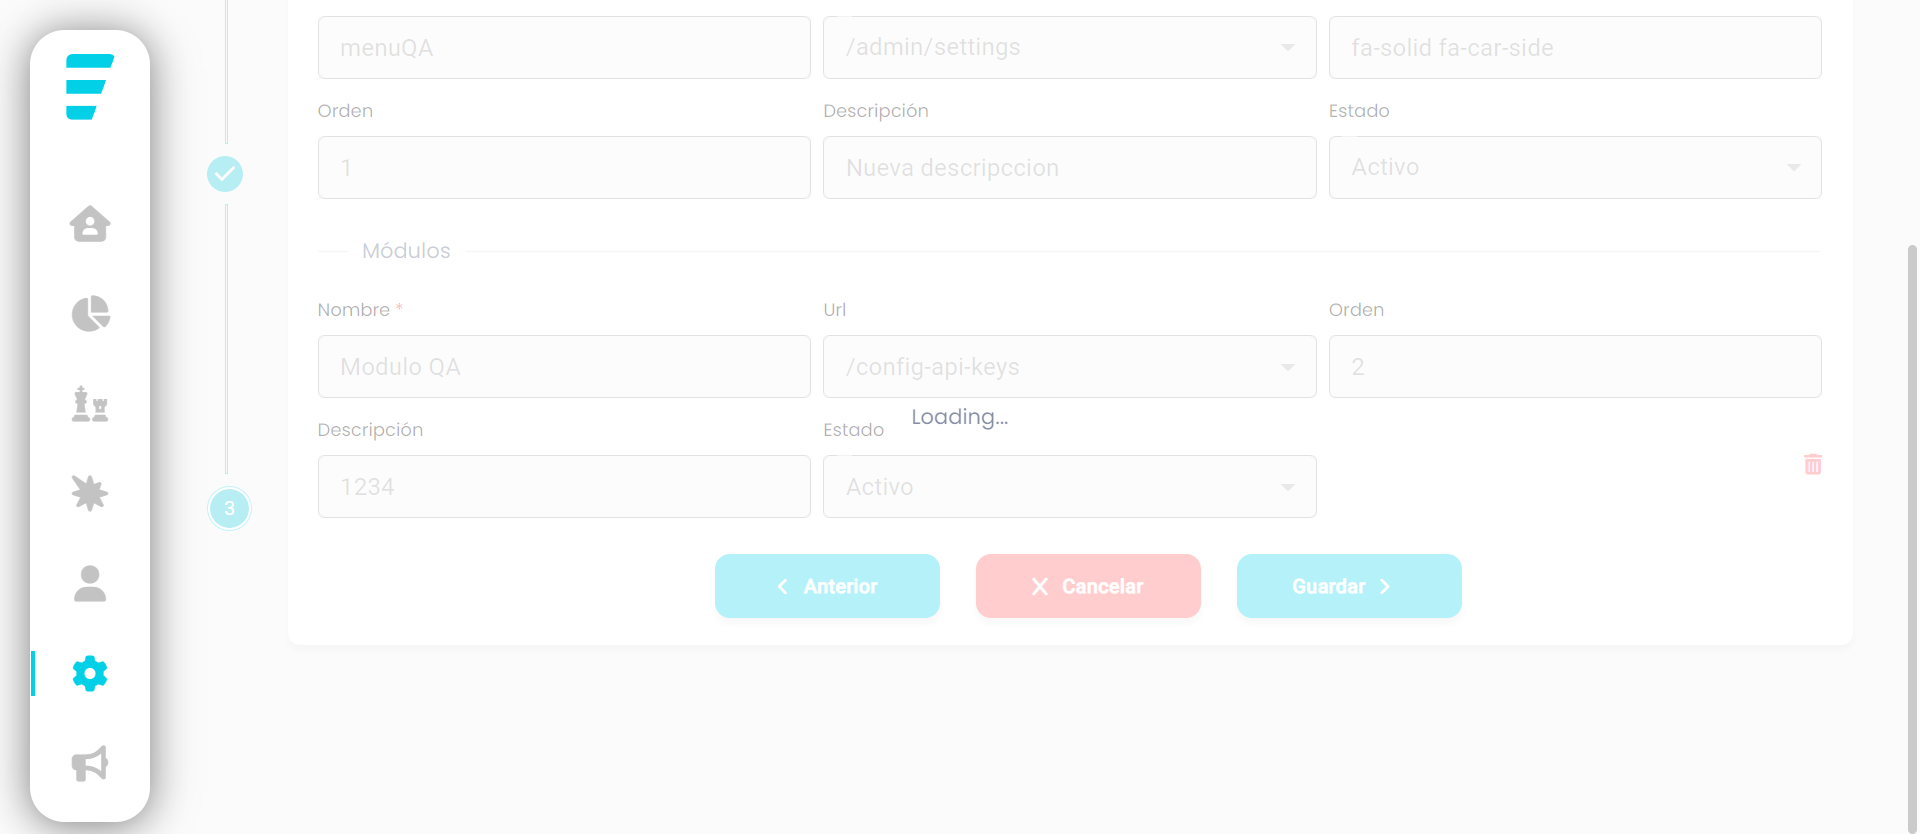 menuQA /admin/settings fa-solid fa-car-side
Orden Descripción Estado
1 Nueva descripccion Activo
Módulos
Nombre * Url Orden
Modulo QA /config-api-keys 2
Loading...
Descripción Estado
1234 Activo
3
Anterior Cancelar Guardar